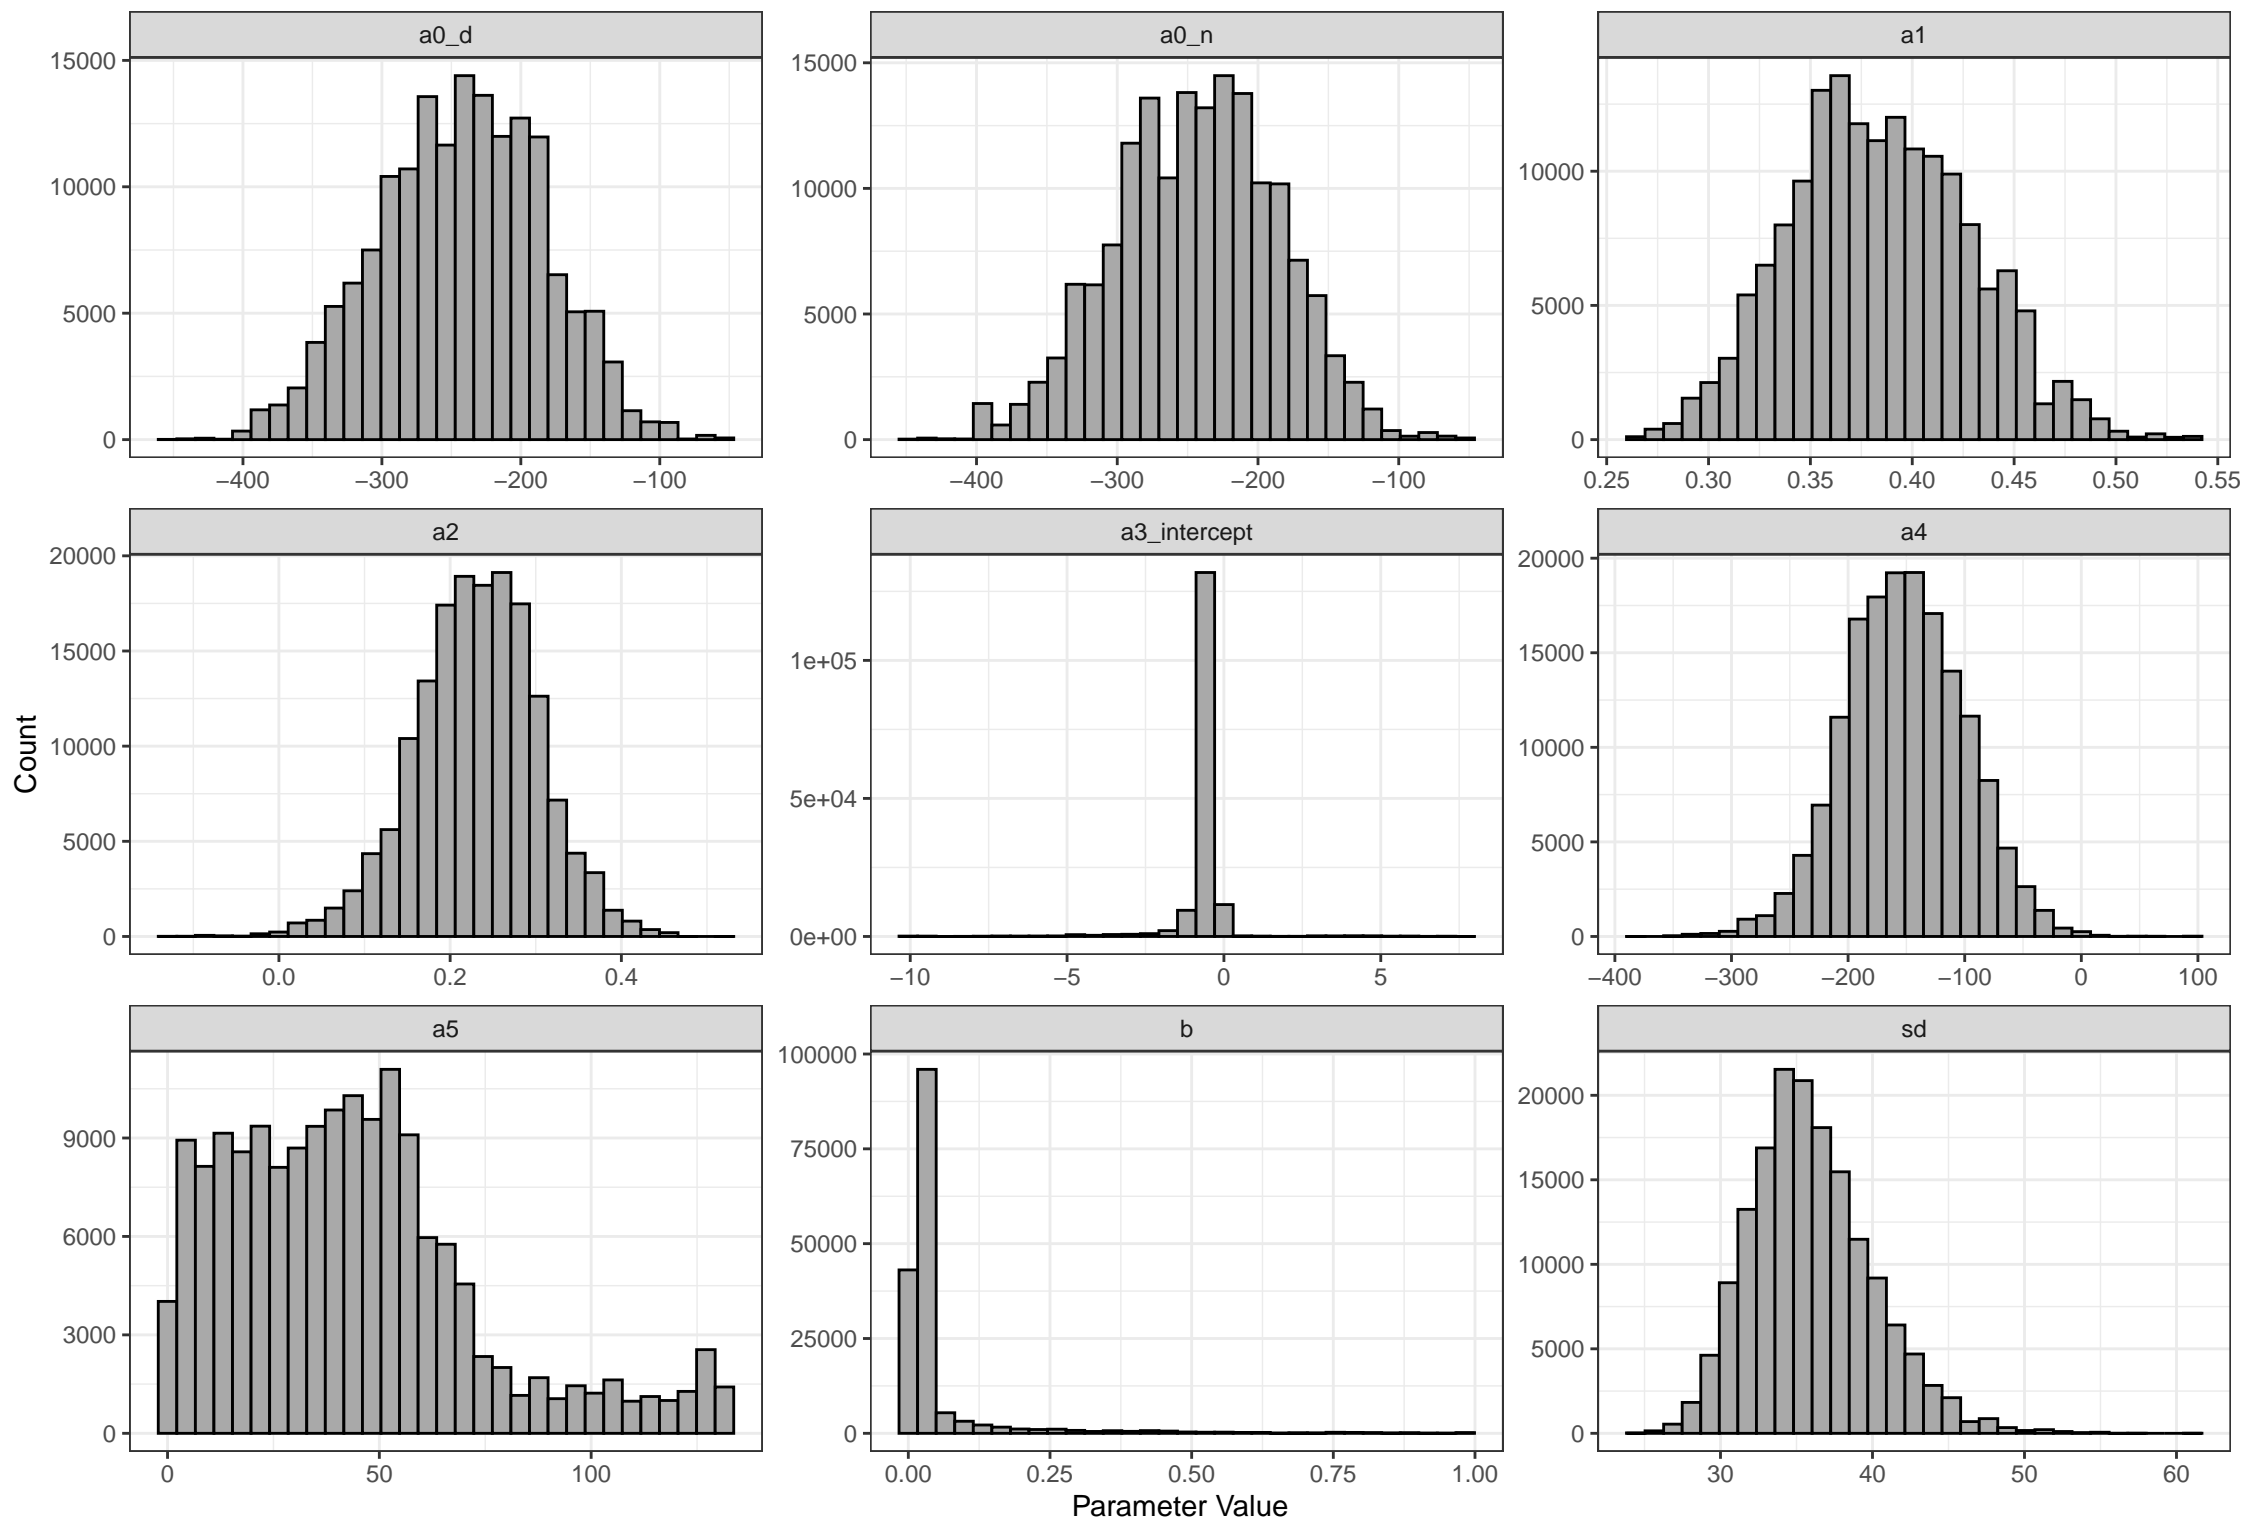 a0_d
a0_n
a1
15000
10000
5000
0
−400 −300 −200 −100
15000
10000
5000
0
−400 −300 −200 −100
10000
5000
0
0.25 0.30 0.35 0.40 0.45 0.50 0.55
a2
a3_intercept
a4
20000
15000
10000
5000
0
0.0 0.2 0.4
1e+05
5e+04
0e+00
−10 −5 0 5
20000
15000
10000
5000
0
−400 −300 −200 −100 0 100
a5
b
sd
9000
6000
3000
0
0 50 100
100000
75000
50000
25000
0
0.00 0.25 0.50 0.75 1.00
20000
15000
10000
5000
0
30 40 50 60
Count
Parameter Value